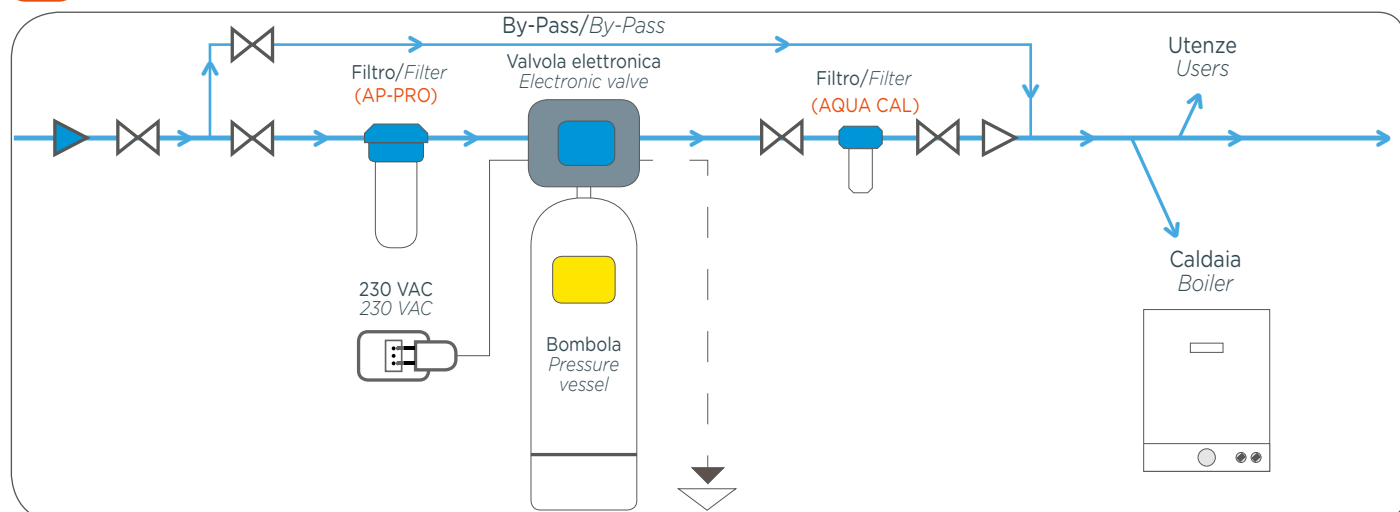 By-Pass/By-Pass
Utenze
Users
Valvola elettronica
Electronic valve
Filtro/Filter
(AP-PRO)
Filtro/Filter
(AQUA CAL)
Caldaia
Boiler
230 VAC
230 VAC
Bombola
Pressure
vessel